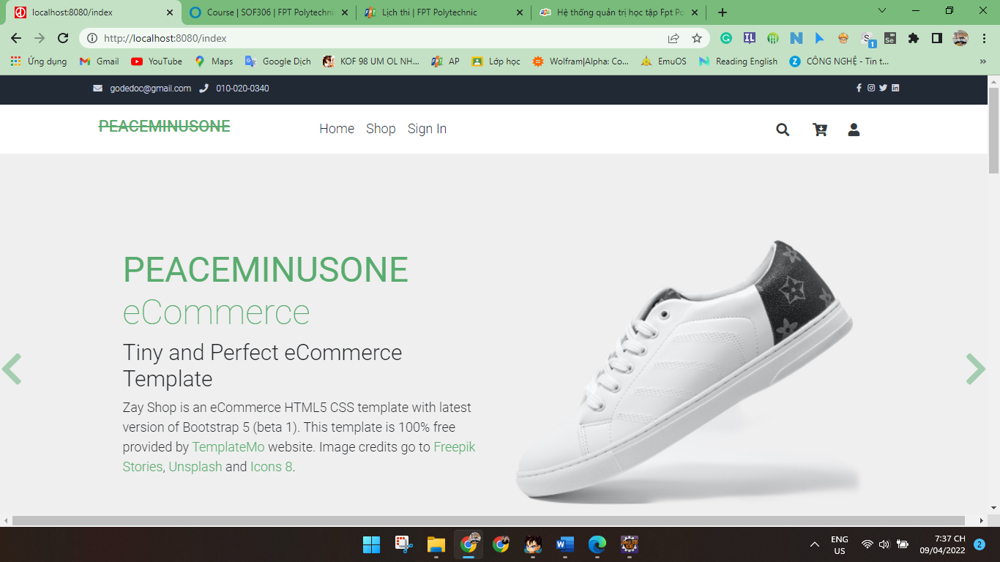 localhost:8080/index
Course | SOF306 | FPT Polytechni
Lịch thi | FPT Polytechnic
Hệ thống quản trị học tập Fpt Po
http://localhost:8080/index
Ứng dụng
Gmail
YouTube
Maps
Google Dịch
KOF 98 UM OL NH...
AP
Lớp học
Wolfram|Alpha: Co...
EmuOS
Reading English
CÔNG NGHỆ - Tin t...
godedoc@gmail.com 010-020-0340
PEACEMINUSONE
Home Shop Sign In
PEACEMINUSONE
eCommerce
Tiny and Perfect eCommerce
Template
Zay Shop is an eCommerce HTML5 CSS template with latest
version of Bootstrap 5 (beta 1). This template is 100% free
provided by TemplateMo website. Image credits go to Freepik
Stories, Unsplash and Icons 8.
ENG
US
7:37 CH
09/04/2022
2